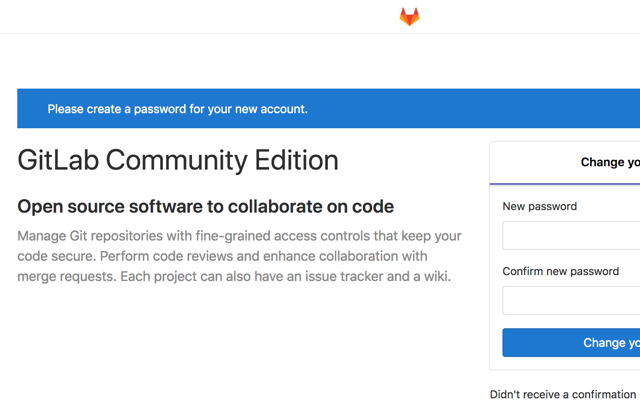 Please create a password for your new account.
GitLab Community Edition
Open source software to collaborate on code
Manage Git repositories with fine-grained access controls that keep your
code secure. Perform code reviews and enhance collaboration with
merge requests. Each project can also have an issue tracker and a wiki.
Change yo
New password
Confirm new password
Change yo
Didn't receive a confirmation